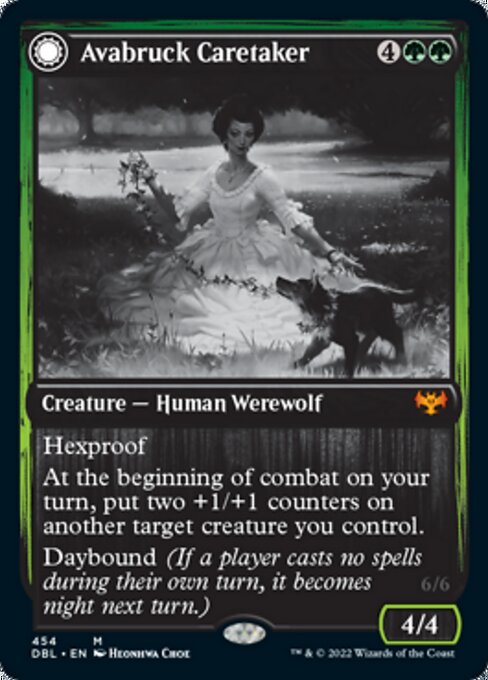 Avabruck Caretaker 4
Creature — Human Werewolf
Hexproof
At the beginning of combat on your
turn, put two +1/+1 counters on
another target creature you control.
Daybound (If a player casts no spells
during their own turn, it becomes
night next turn.)
6/6
4/4
454 M
DBL • EN Heonhwa Choe
™ & © 2022 Wizards of the Coast